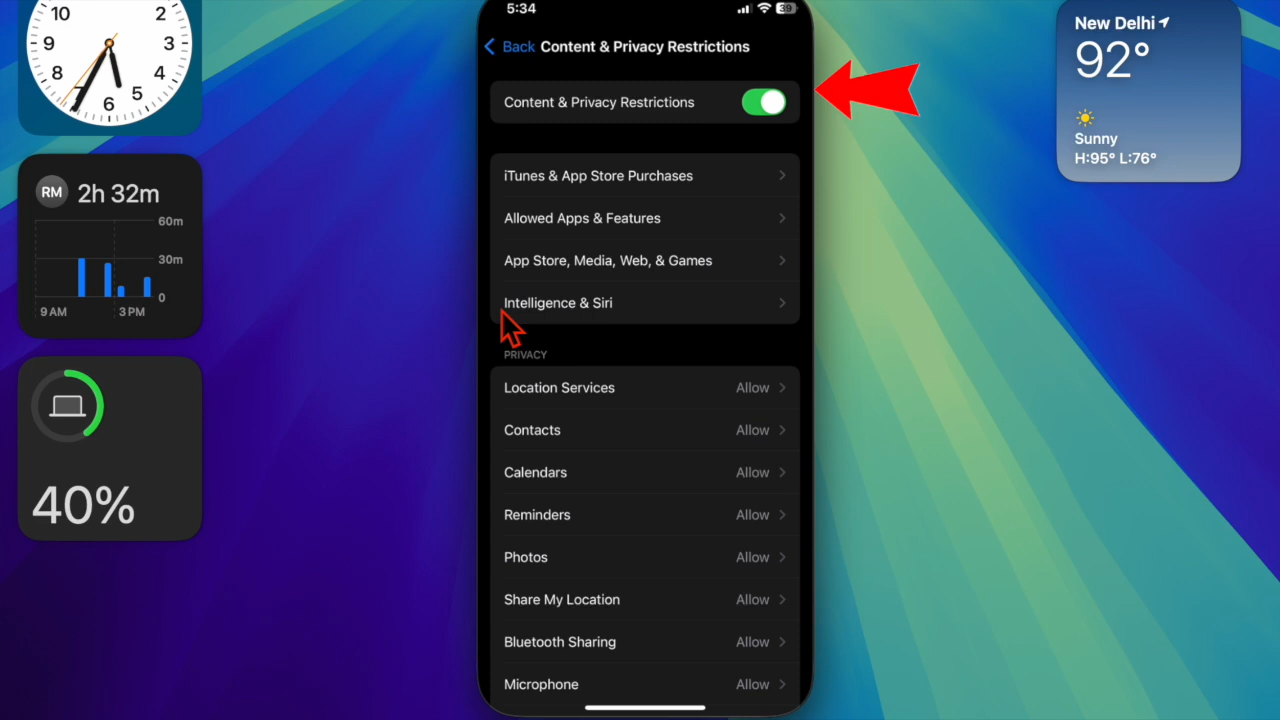 10
2
9
3
8
4
7
6
5
RM
2h 32m
60m
30m
0
9 AM
3 PM
40%
5:34
39
Back Content & Privacy Restrictions
Content & Privacy Restrictions
iTunes & App Store Purchases
Allowed Apps & Features
App Store, Media, Web, & Games
Intelligence & Siri
PRIVACY
Location Services Allow
Contacts Allow
Calendars Allow
Reminders Allow
Photos Allow
Share My Location Allow
Bluetooth Sharing Allow
Microphone Allow
New Delhi
92°
Sunny
H:95° L:76°